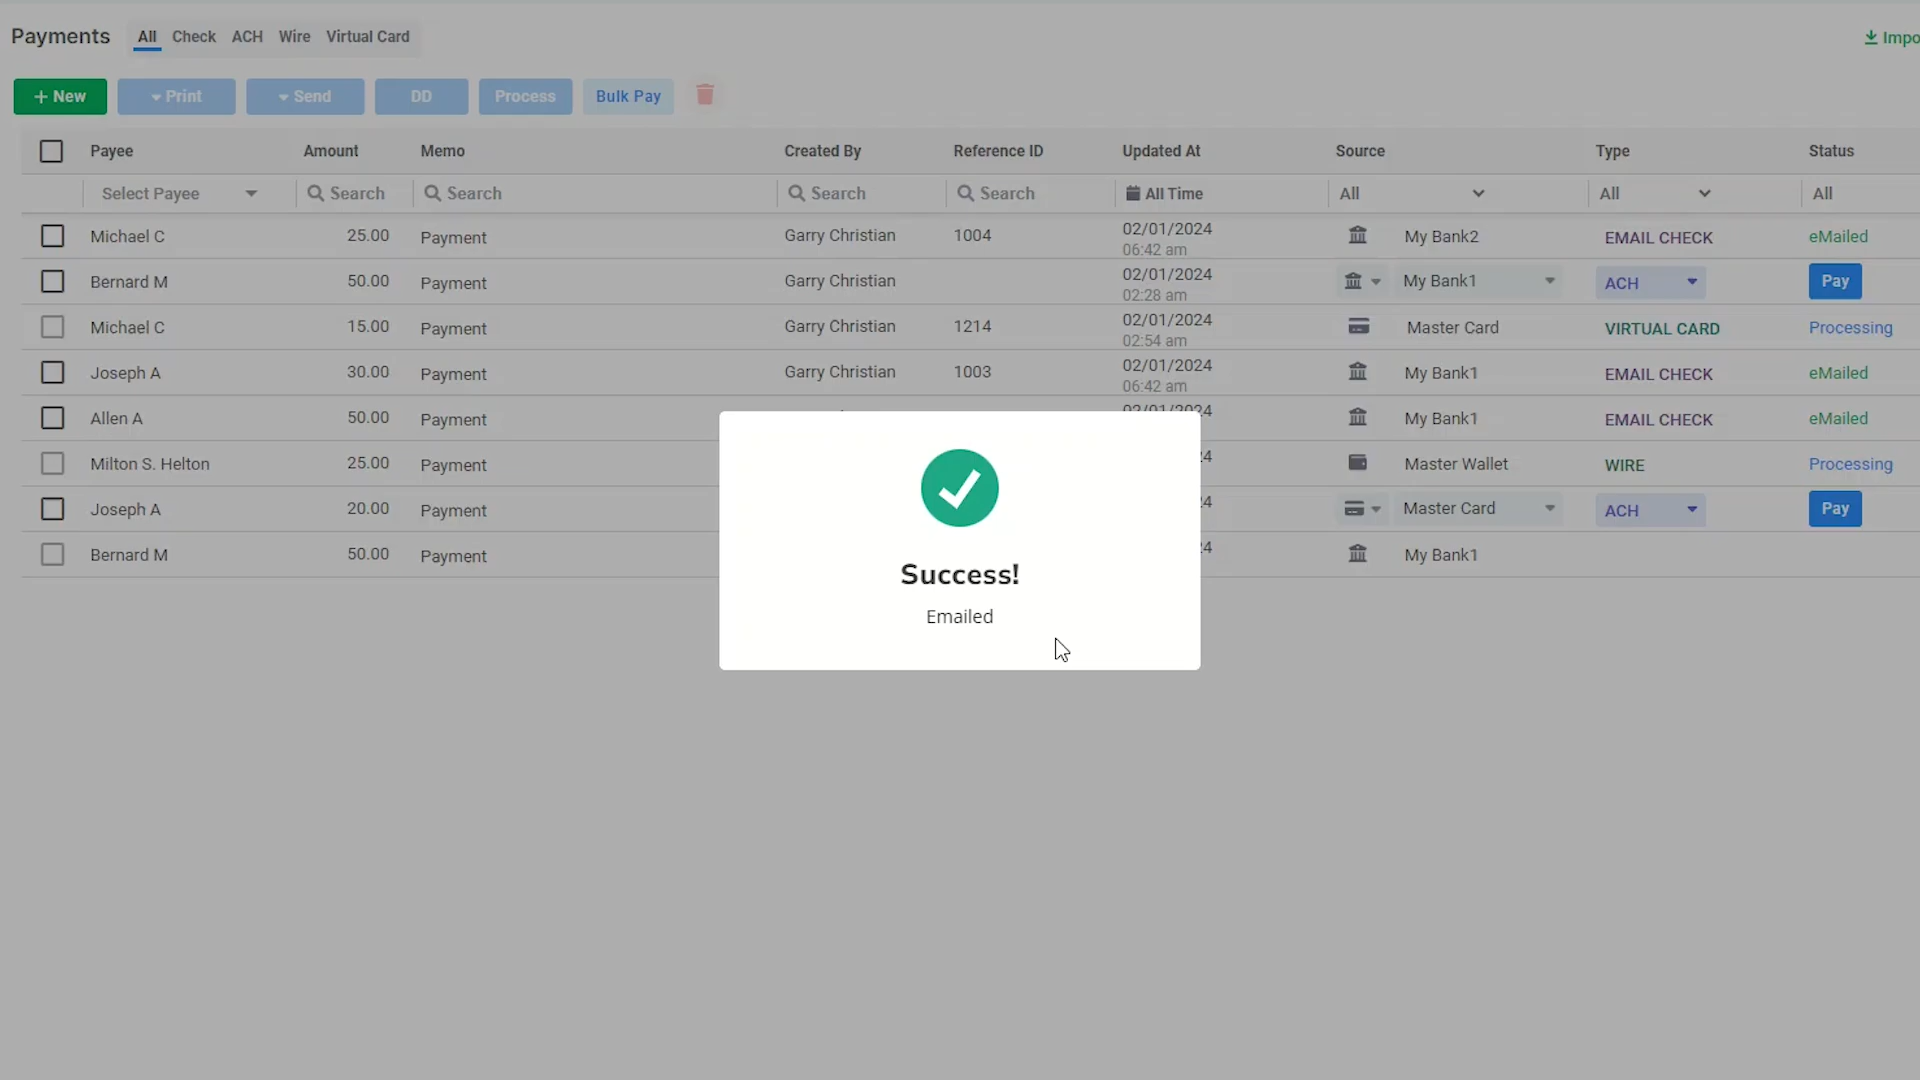 Payments All Check ACH Wire Virtual Card Impo
+ New Print Send DD Process Bulk Pay
Payee Amount Memo Created By Reference ID Updated At Source Type Status
Select Payee Search Search Search Search All Time All All All
Michael C 25.00 Payment Garry Christian 1004 02/01/2024 06:42 am My Bank2 EMAIL CHECK eMailed
Bernard M 50.00 Payment Garry Christian 02/01/2024 02:28 am My Bank1 ACH Pay
Michael C 15.00 Payment Garry Christian 1214 02/01/2024 02:54 am Master Card VIRTUAL CARD Processing
Joseph A 30.00 Payment Garry Christian 1003 02/01/2024 06:42 am My Bank1 EMAIL CHECK eMailed
Allen A 50.00 Payment 02/01/2024 My Bank1 EMAIL CHECK eMailed
Milton S. Helton 25.00 Payment 4 Master Wallet WIRE Processing
Joseph A 20.00 Payment 4 Master Card ACH Pay
Bernard M 50.00 Payment 4 My Bank1
Success!
Emailed